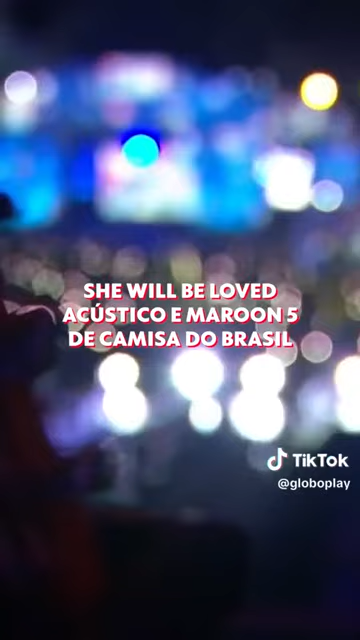 SHE WILL BE LOVED
ACÚSTICO E MAROON 5
DE CAMISA DO BRASIL
TikTok
@globoplay